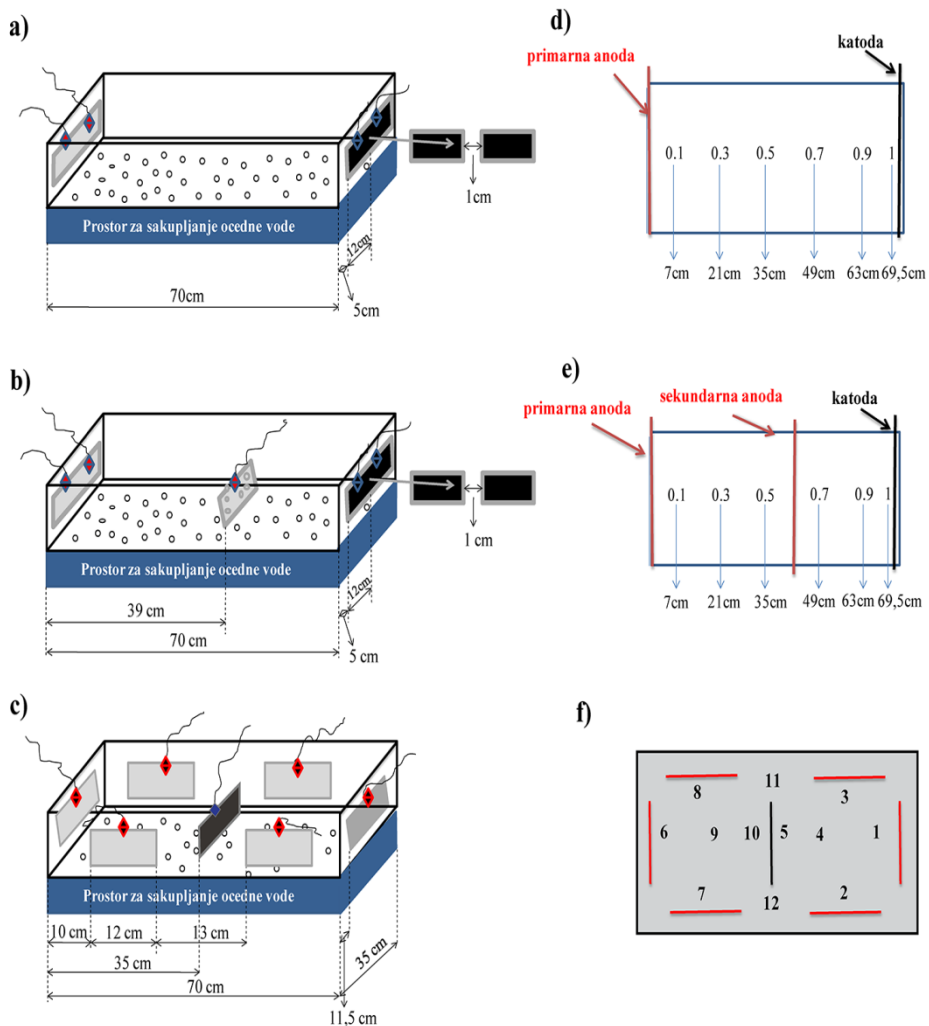 a)
Prostor za sakupljanje ocedne vode
12cm
5cm
70cm
1cm
d)
katoda
primarna anoda
0.1 0.3 0.5 0.7 0.9 1
7cm 21cm 35cm 49cm 63cm 69,5cm
b)
Prostor za sakupljanje ocedne vode
12cm
39 cm
70 cm
5 cm
1 cm
e)
sekundarna anoda
primarna anoda
katoda
0.1 0.3 0.5 0.7 0.9 1
7cm 21cm 35cm 49cm 63cm 69,5cm
c)
Prostor za sakupljanje ocedne vode
10 cm 12 cm 13 cm
35 cm
35 cm
70 cm
11,5 cm
f)
8 11 3
6 9 10 5 4 1
7 12 2